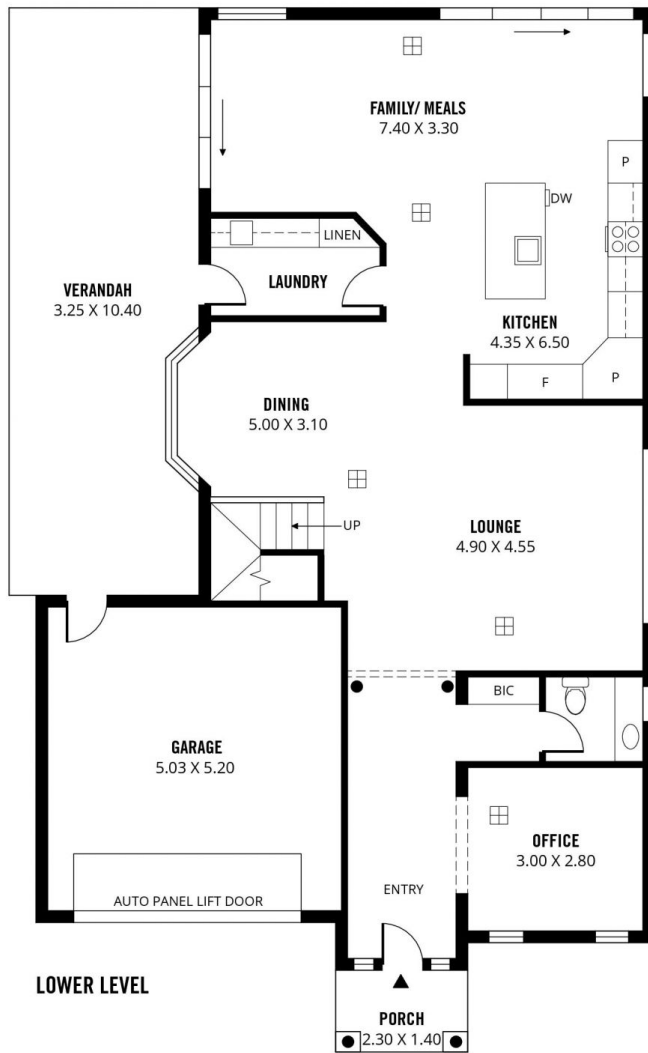 FAMILY/ MEALS
7.40 X 3.30
P
DW
LINEN
LAUNDRY
VERANDAH
3.25 X 10.40
KITCHEN
4.35 X 6.50
F
P
DINING
5.00 X 3.10
UP
LOUNGE
4.90 X 4.55
BIC
GARAGE
5.03 X 5.20
OFFICE
3.00 X 2.80
ENTRY
AUTO PANEL LIFT DOOR
LOWER LEVEL
PORCH
2.30 X 1.40